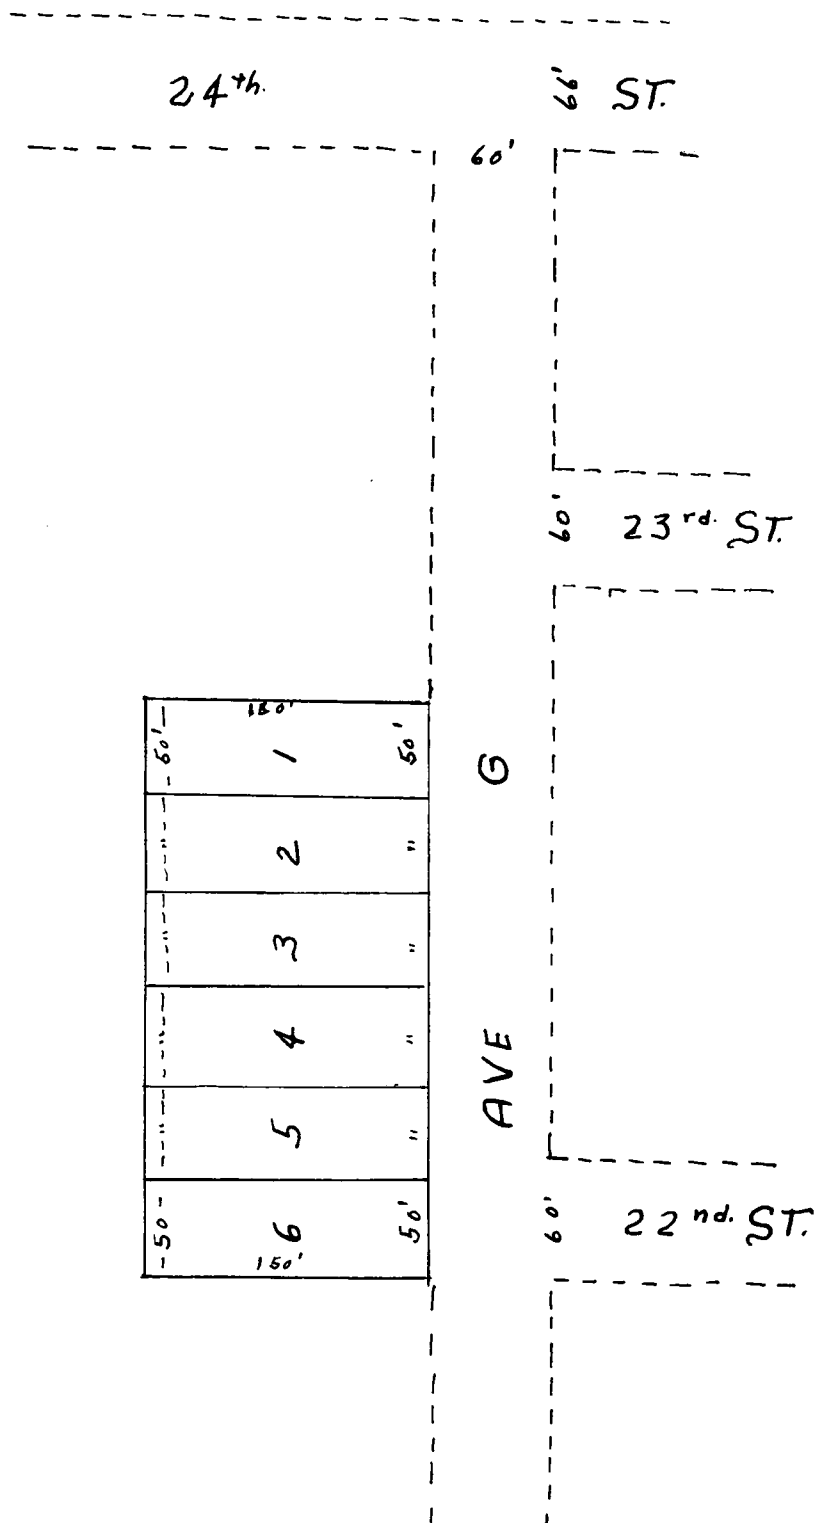 24th. 66' ST.
60'
60' 23rd. ST.
150'
50' 1 50'
G
" 2 "
" 3 "
" 4 "
AVE
" 5 "
50 6 50'
60' 22nd. ST.
150'